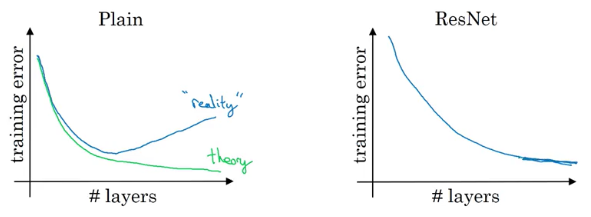 Plain
training error
"reality"
theory
# layers
ResNet
training error
# layers